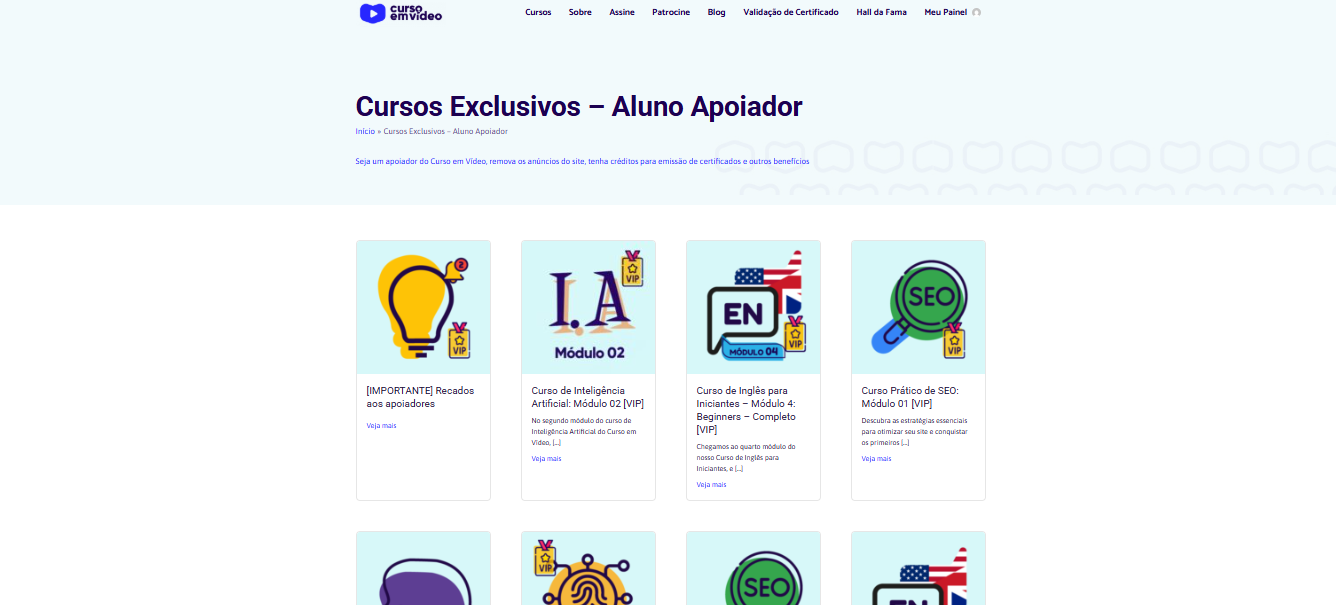 curso
emvideo
Cursos Sobre Assine Patrocine Blog Validação de Certificado Hall da Fama Meu Painel
Cursos Exclusivos – Aluno Apoiador
Início » Cursos Exclusivos – Aluno Apoiador
Seja um apoiador do Curso em Vídeo, remova os anúncios do site, tenha créditos para emissão de certificados e outros benefícios
2
VIP
[IMPORTANTE] Recados
aos apoiadores
Veja mais
I.A
VIP
Módulo 02
Curso de Inteligência
Artificial: Módulo 02 [VIP]
No segundo módulo do curso de
Inteligência Artificial do Curso em
Vídeo, [...]
Veja mais
EN
VIP
MÓDULO 04
Curso de Inglês para
Iniciantes – Módulo 4:
Beginners – Completo
[VIP]
Chegamos ao quarto módulo do
nosso Curso de Inglês para
Iniciantes, e [...]
Veja mais
SEO
VIP
Curso Prático de SEO:
Módulo 01 [VIP]
Descubra as estratégias essenciais
para otimizar seu site e conquistar
os primeiros [...]
Veja mais
VIP
SEO
EN